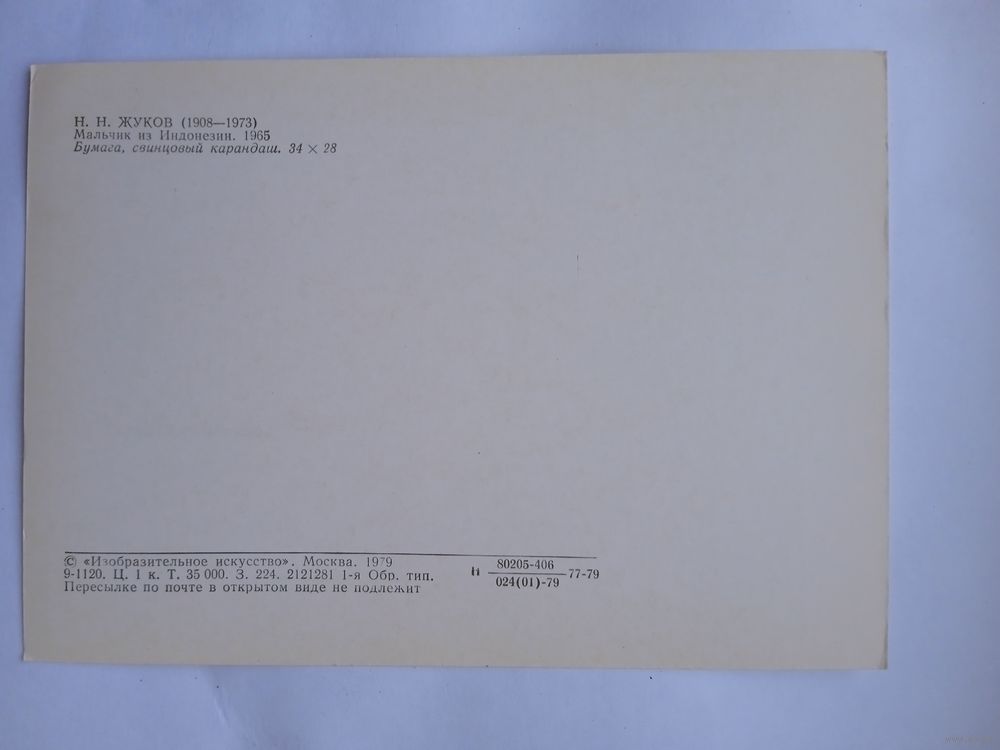 Н. Н. ЖУКОВ (1908—1973)
Мальчик из Индонезии. 1965
Бумага, свинцовый карандаш. 34 × 28
© «Изобразительное искусство». Москва. 1979
9-1120. Ц. 1 к. Т. 35 000. З. 224. 2121281 1-я Обр. тип.
Пересылке по почте в открытом виде не подлежит
И 80205-406
024(01)-79 77-79